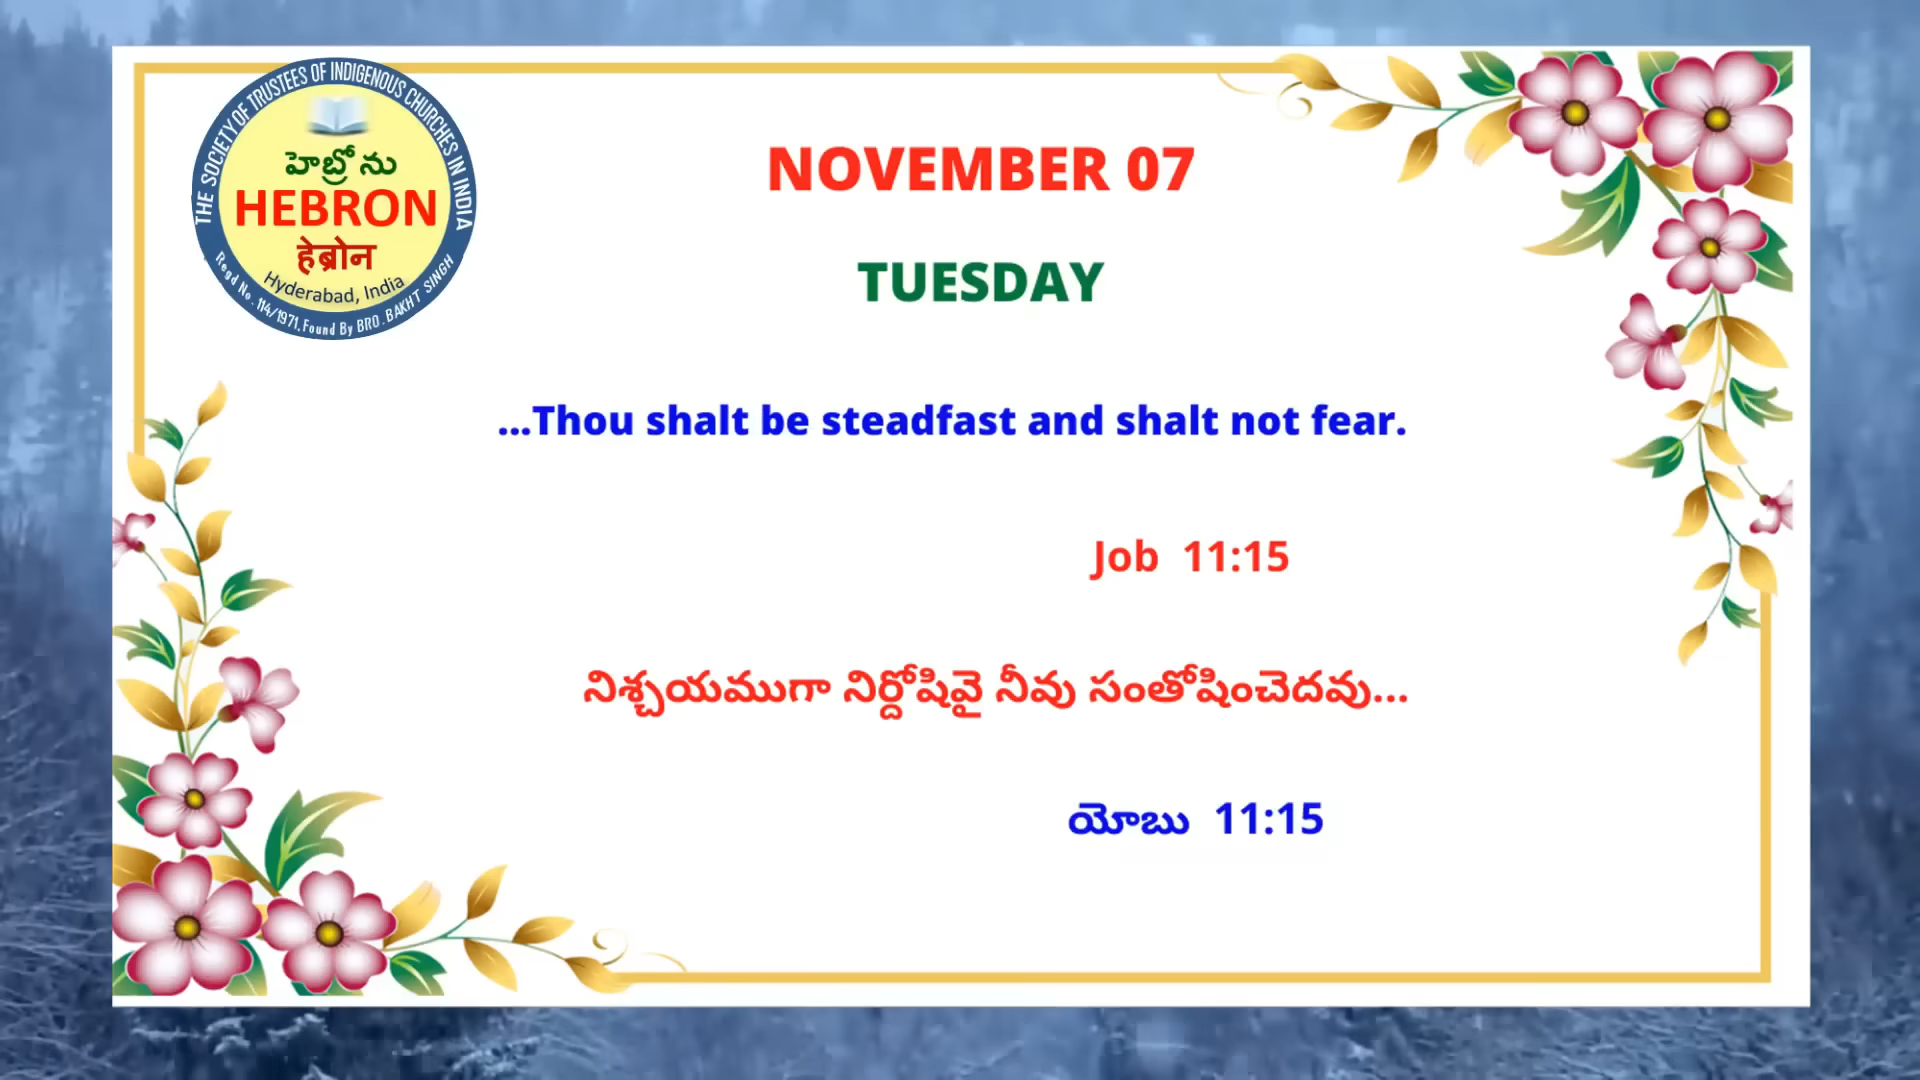 THE SOCIETY OF TRUSTEES OF INDIGENOUS CHURCHES IN INDIA
హెబ్రోను
HEBRON
हेब्रोन
Hyderabad, India
Regd No. 114/1971, Found By BRO. BAKHT SINGH
NOVEMBER 07
TUESDAY
...Thou shalt be steadfast and shalt not fear.
Job 11:15
నిశ్చయముగా నిర్దోషివై నీవు సంతోషించెదవు...
యోబు 11:15